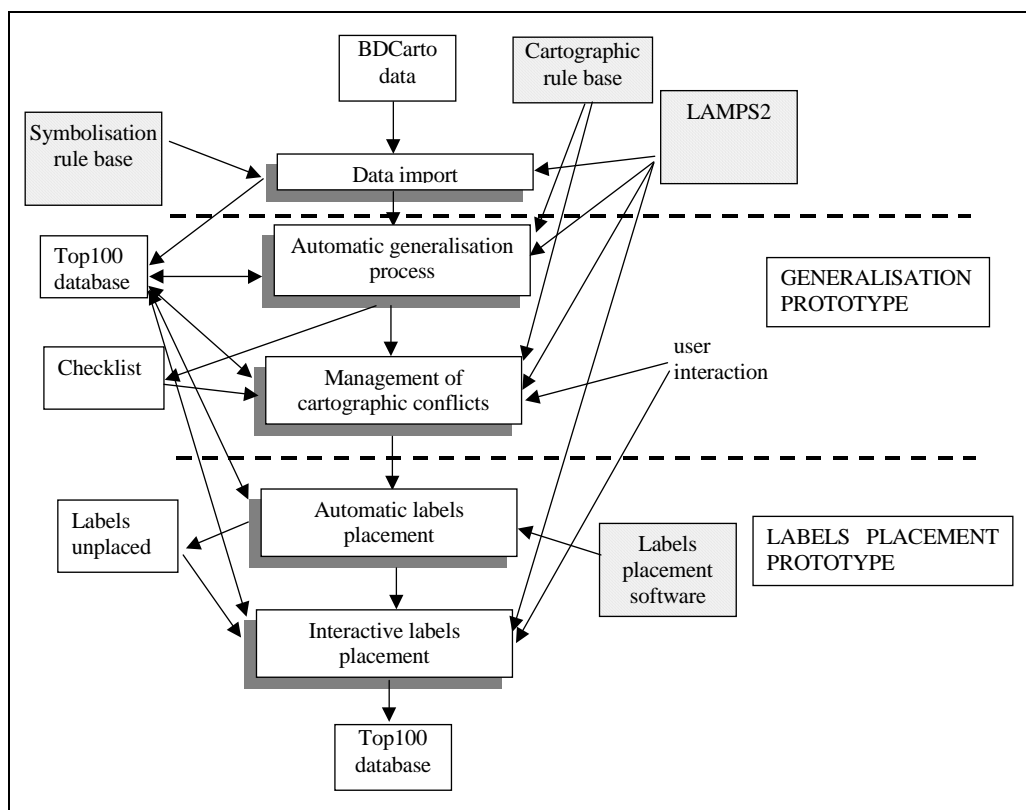 BDCarto
data
Cartographic
rule base
LAMPS2
Symbolisation
rule base
Data import
Automatic generalisation
process
Top100
database
GENERALISATION
PROTOTYPE
Checklist
Management of
cartographic conflicts
user
interaction
Automatic labels
placement
Labels
unplaced
Labels
placement
software
LABELS PLACEMENT
PROTOTYPE
Interactive labels
placement
Top100
database